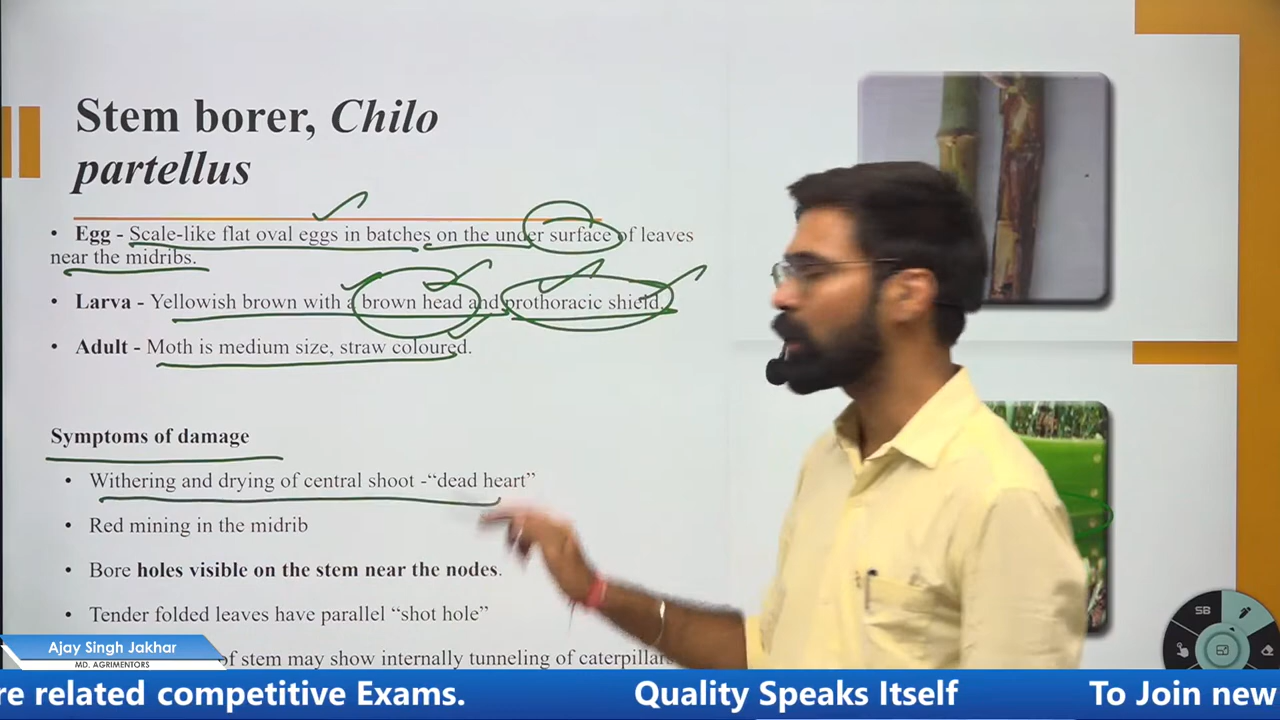 Stem borer, Chilo
partellus
• Egg - Scale-like flat oval eggs in batches on the under surface of leaves
near the midribs.
• Larva - Yellowish brown with a brown head and prothoracic shield.
• Adult - Moth is medium size, straw coloured.
Symptoms of damage
• Withering and drying of central shoot -“dead heart”
• Red mining in the midrib
• Bore holes visible on the stem near the nodes.
• Tender folded leaves have parallel “shot hole”
of stem may show internally tunneling of caterpillars
SB
Ajay Singh Jakhar
MD. AGRIMENTORS
re related competitive Exams. Quality Speaks Itself To Join new